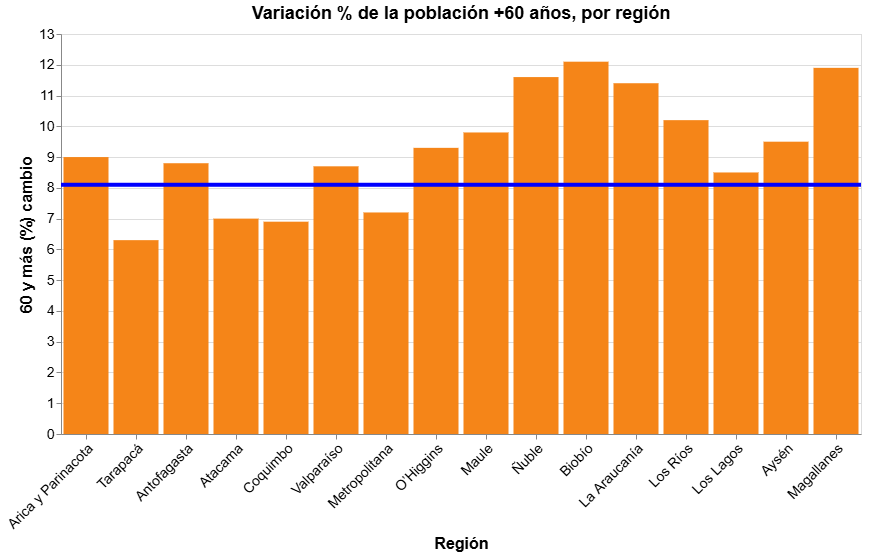 Variación % de la población +60 años, por región
60 y más (%) cambio
13
12
11
10
9
8
7
6
5
4
3
2
1
0
Arica y Parinacota
Tarapacá
Antofagasta
Atacama
Coquimbo
Valparaíso
Metropolitana
O'Higgins
Maule
Ñuble
Biobío
La Araucanía
Los Ríos
Los Lagos
Aysén
Magallanes
Región